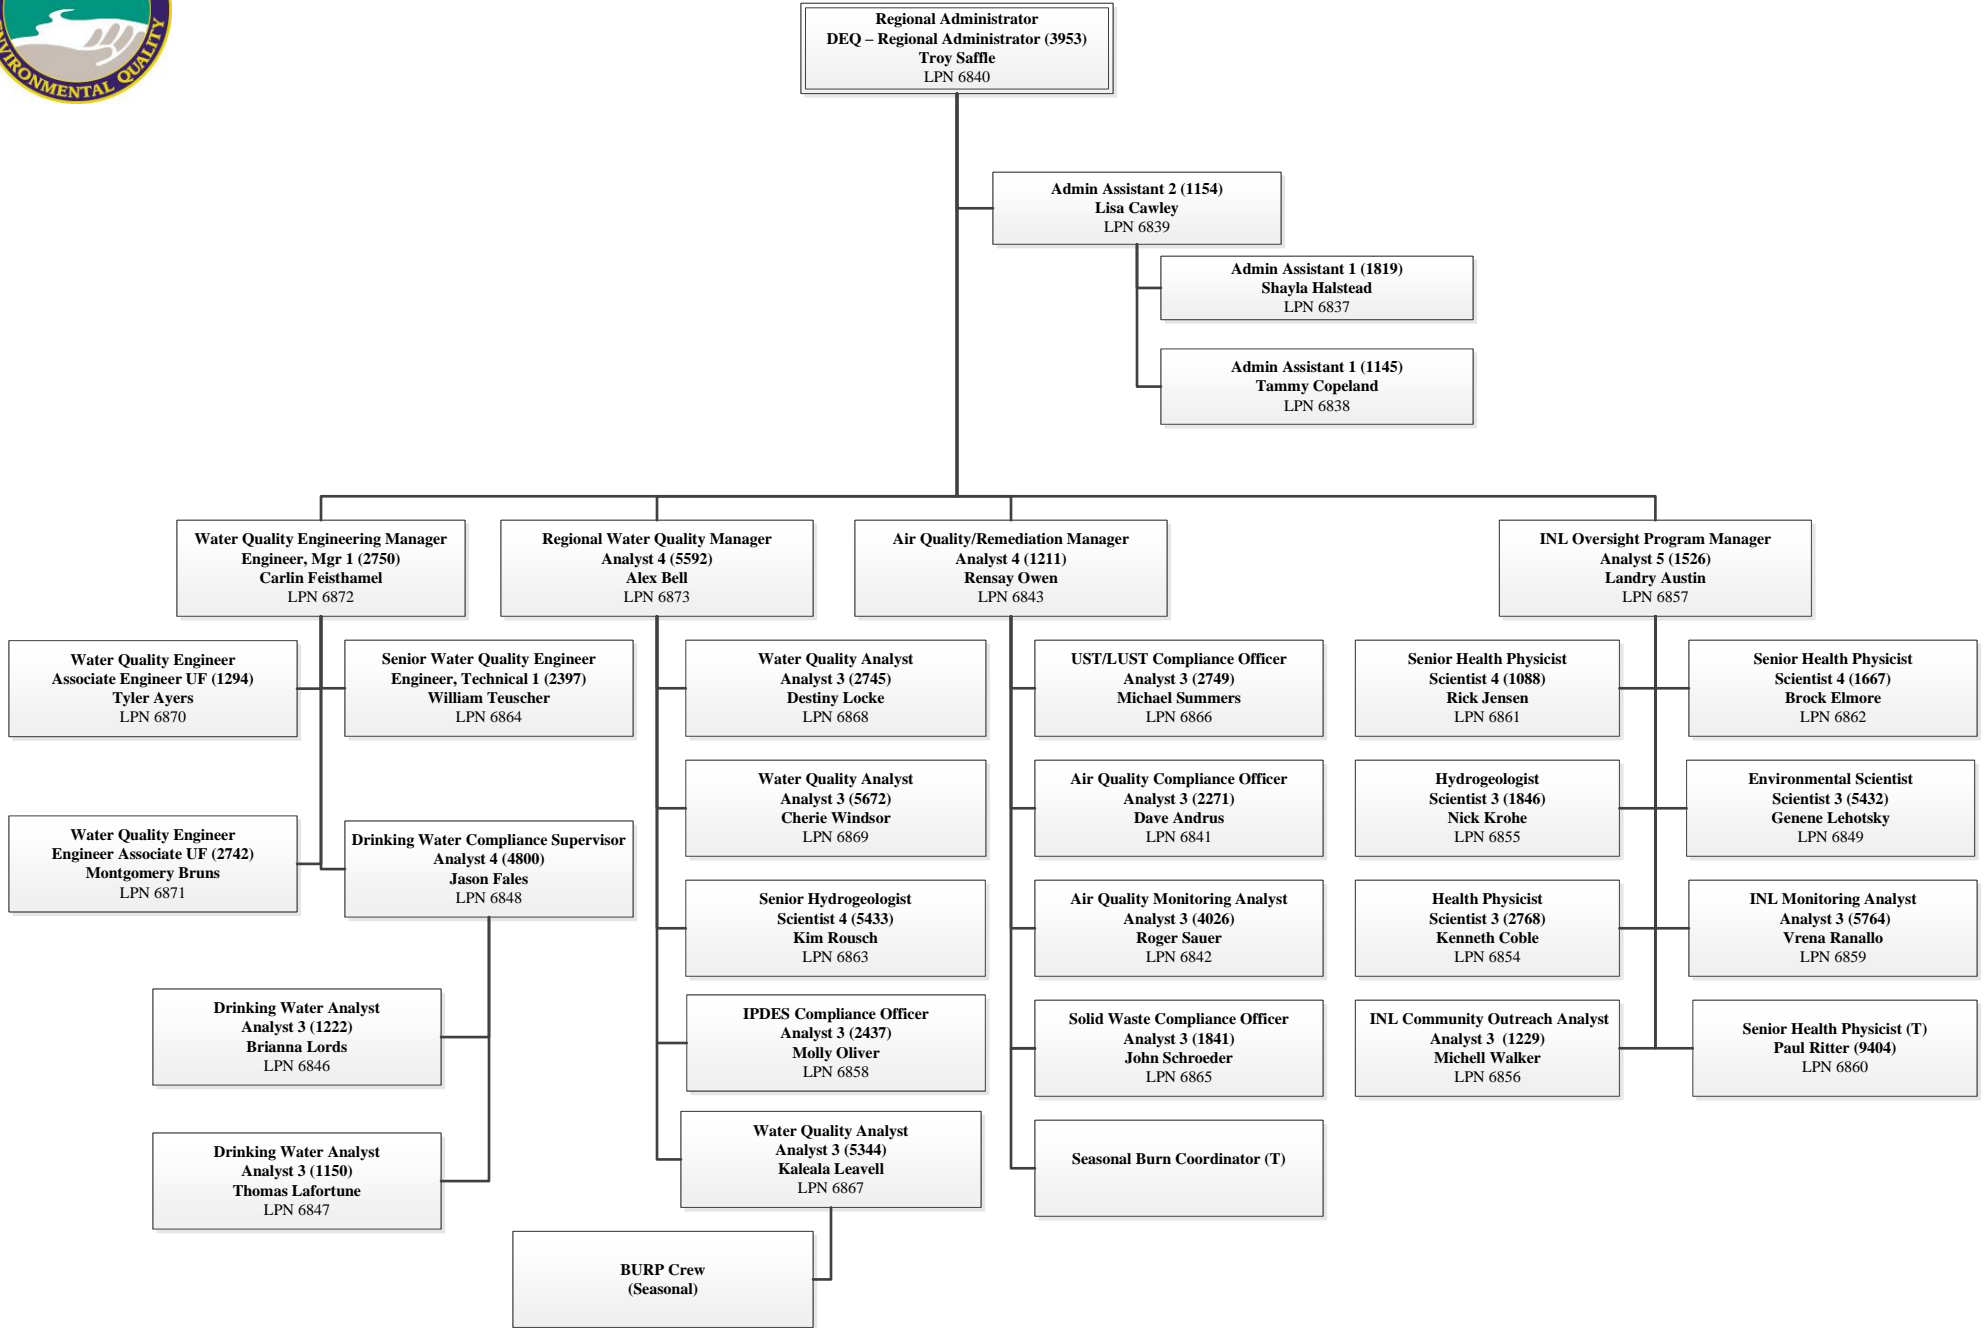 ENVIRONMENTAL QUALITY
Regional Administrator
DEQ – Regional Administrator (3953)
Troy Saffle
LPN 6840
Admin Assistant 2 (1154)
Lisa Cawley
LPN 6839
Admin Assistant 1 (1819)
Shayla Halstead
LPN 6837
Admin Assistant 1 (1145)
Tammy Copeland
LPN 6838
Water Quality Engineering Manager
Engineer, Mgr 1 (2750)
Carlin Feisthamel
LPN 6872
Regional Water Quality Manager
Analyst 4 (5592)
Alex Bell
LPN 6873
Air Quality/Remediation Manager
Analyst 4 (1211)
Rensay Owen
LPN 6843
INL Oversight Program Manager
Analyst 5 (1526)
Landry Austin
LPN 6857
Water Quality Engineer
Associate Engineer UF (1294)
Tyler Ayers
LPN 6870
Senior Water Quality Engineer
Engineer, Technical 1 (2397)
William Teuscher
LPN 6864
Water Quality Engineer
Engineer Associate UF (2742)
Montgomery Bruns
LPN 6871
Drinking Water Compliance Supervisor
Analyst 4 (4800)
Jason Fales
LPN 6848
Drinking Water Analyst
Analyst 3 (1222)
Brianna Lords
LPN 6846
Drinking Water Analyst
Analyst 3 (1150)
Thomas Lafortune
LPN 6847
Water Quality Analyst
Analyst 3 (2745)
Destiny Locke
LPN 6868
Water Quality Analyst
Analyst 3 (5672)
Cherie Windsor
LPN 6869
Senior Hydrogeologist
Scientist 4 (5433)
Kim Rousch
LPN 6863
IPDES Compliance Officer
Analyst 3 (2437)
Molly Oliver
LPN 6858
Water Quality Analyst
Analyst 3 (5344)
Kaleala Leavell
LPN 6867
BURP Crew
(Seasonal)
UST/LUST Compliance Officer
Analyst 3 (2749)
Michael Summers
LPN 6866
Air Quality Compliance Officer
Analyst 3 (2271)
Dave Andrus
LPN 6841
Air Quality Monitoring Analyst
Analyst 3 (4026)
Roger Sauer
LPN 6842
Solid Waste Compliance Officer
Analyst 3 (1841)
John Schroeder
LPN 6865
Seasonal Burn Coordinator (T)
Senior Health Physicist
Scientist 4 (1088)
Rick Jensen
LPN 6861
Senior Health Physicist
Scientist 4 (1667)
Brock Elmore
LPN 6862
Hydrogeologist
Scientist 3 (1846)
Nick Krohe
LPN 6855
Environmental Scientist
Scientist 3 (5432)
Genene Lehotsky
LPN 6849
Health Physicist
Scientist 3 (2768)
Kenneth Coble
LPN 6854
INL Monitoring Analyst
Analyst 3 (5764)
Vrena Ranallo
LPN 6859
INL Community Outreach Analyst
Analyst 3 (1229)
Michell Walker
LPN 6856
Senior Health Physicist (T)
Paul Ritter (9404)
LPN 6860